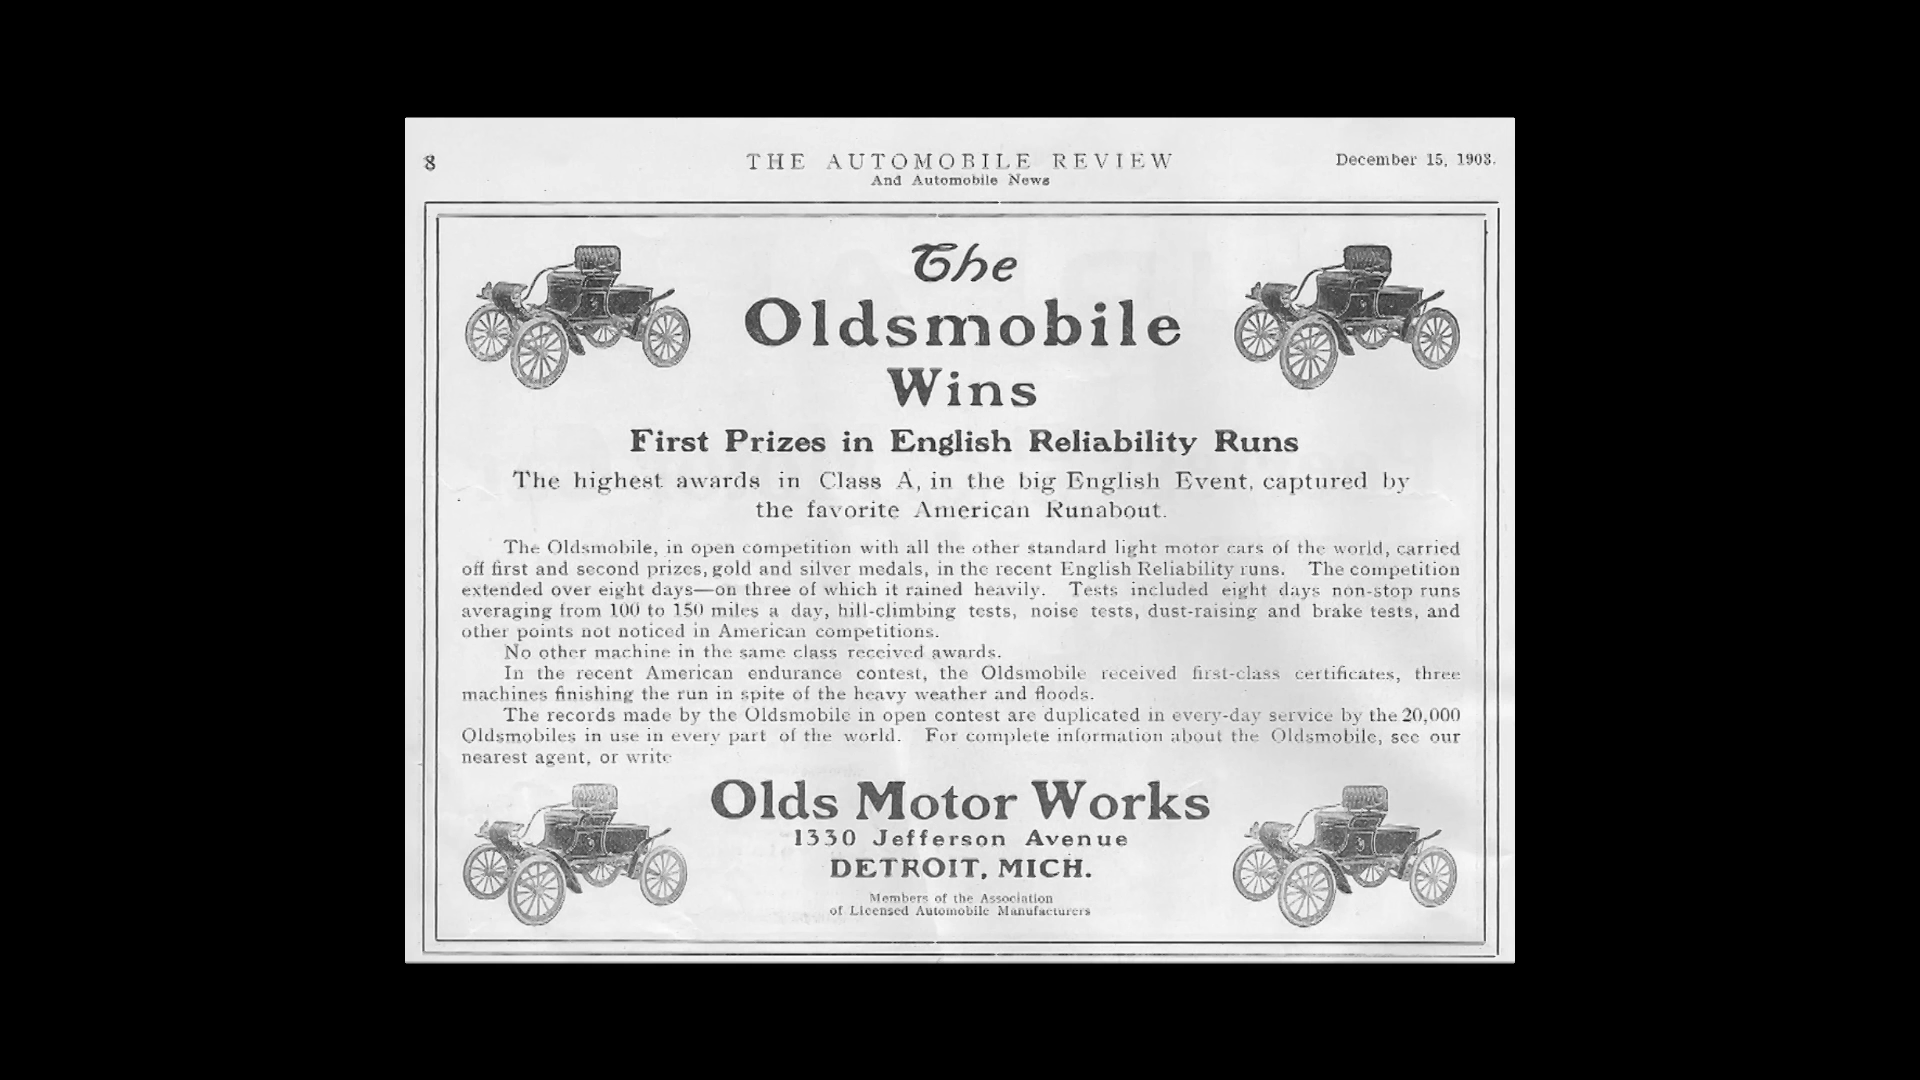 8
THE AUTOMOBILE REVIEW
December 15, 1903.
And Automobile News
The
Oldsmobile
Wins
First Prizes in English Reliability Runs
The highest awards in Class A, in the big English Event, captured by
the favorite American Runabout.
The Oldsmobile, in open competition with all the other standard light motor cars of the world, carried
off first and second prizes, gold and silver medals, in the recent English Reliability runs. The competition
extended over eight days—on three of which it rained heavily. Tests included eight days non-stop runs
averaging from 100 to 150 miles a day, hill-climbing tests, noise tests, dust-raising and brake tests, and
other points not noticed in American competitions.
No other machine in the same class received awards.
In the recent American endurance contest, the Oldsmobile received first-class certificates, three
machines finishing the run in spite of the heavy weather and floods.
The records made by the Oldsmobile in open contest are duplicated in every-day service by the 20,000
Oldsmobiles in use in every part of the world. For complete information about the Oldsmobile, see our
nearest agent, or write
Olds Motor Works
1330 Jefferson Avenue
DETROIT, MICH.
Members of the Association
of Licensed Automobile Manufacturers